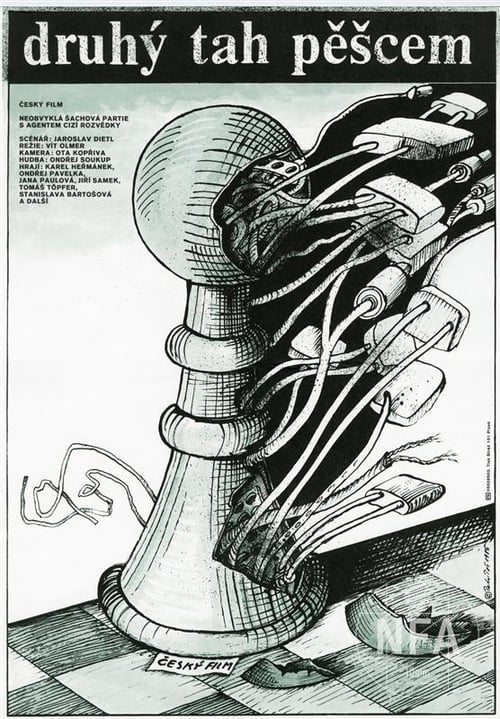 druhý tah pěšcem
ČESKÝ FILM
NEOBVYKLÁ ŠACHOVÁ PARTIE
S AGENTEM CIZÍ ROZVĚDKY
SCÉNÁŘ: JAROSLAV DIETL
REŽIE: VÍT OLMER
KAMERA: OTA KOPŘIVA
HUDBA: ONDŘEJ SOUKUP
HRAJÍ: KAREL HEŘMÁNEK,
ONDŘEJ PAVELKA,
JANA PAULOVÁ, JIŘÍ SAMEK,
TOMÁŠ TÖPFER,
STANISLAVA BARTOŠOVÁ
A DALŠÍ
ČESKÝ FILM
NFA